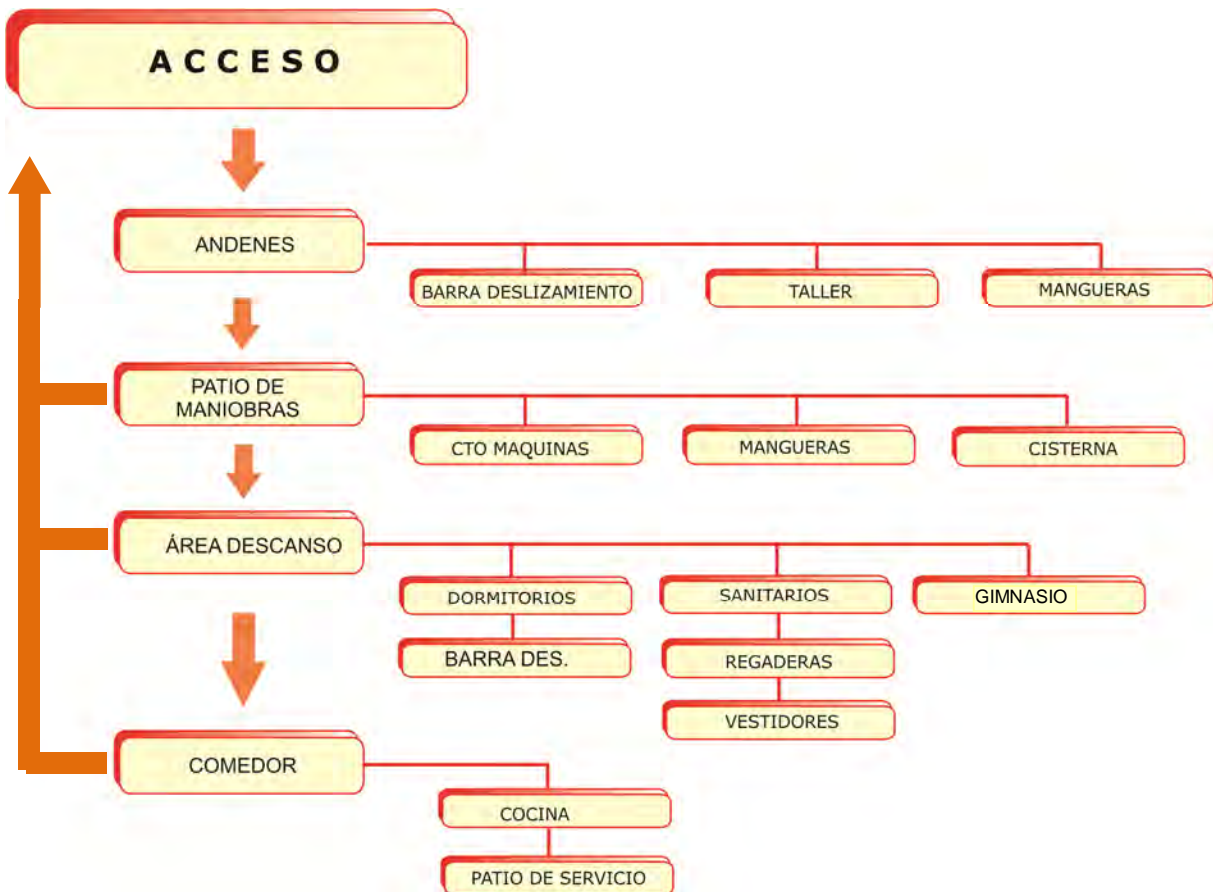 A C C E S O
ANDENES
BARRA DESLIZAMIENTO
TALLER
MANGUERAS
PATIO DE
MANIOBRAS
CTO MAQUINAS
MANGUERAS
CISTERNA
ÁREA DESCANSO
DORMITORIOS
SANITARIOS
GIMNASIO
BARRA DES.
REGADERAS
VESTIDORES
COMEDOR
COCINA
PATIO DE SERVICIO